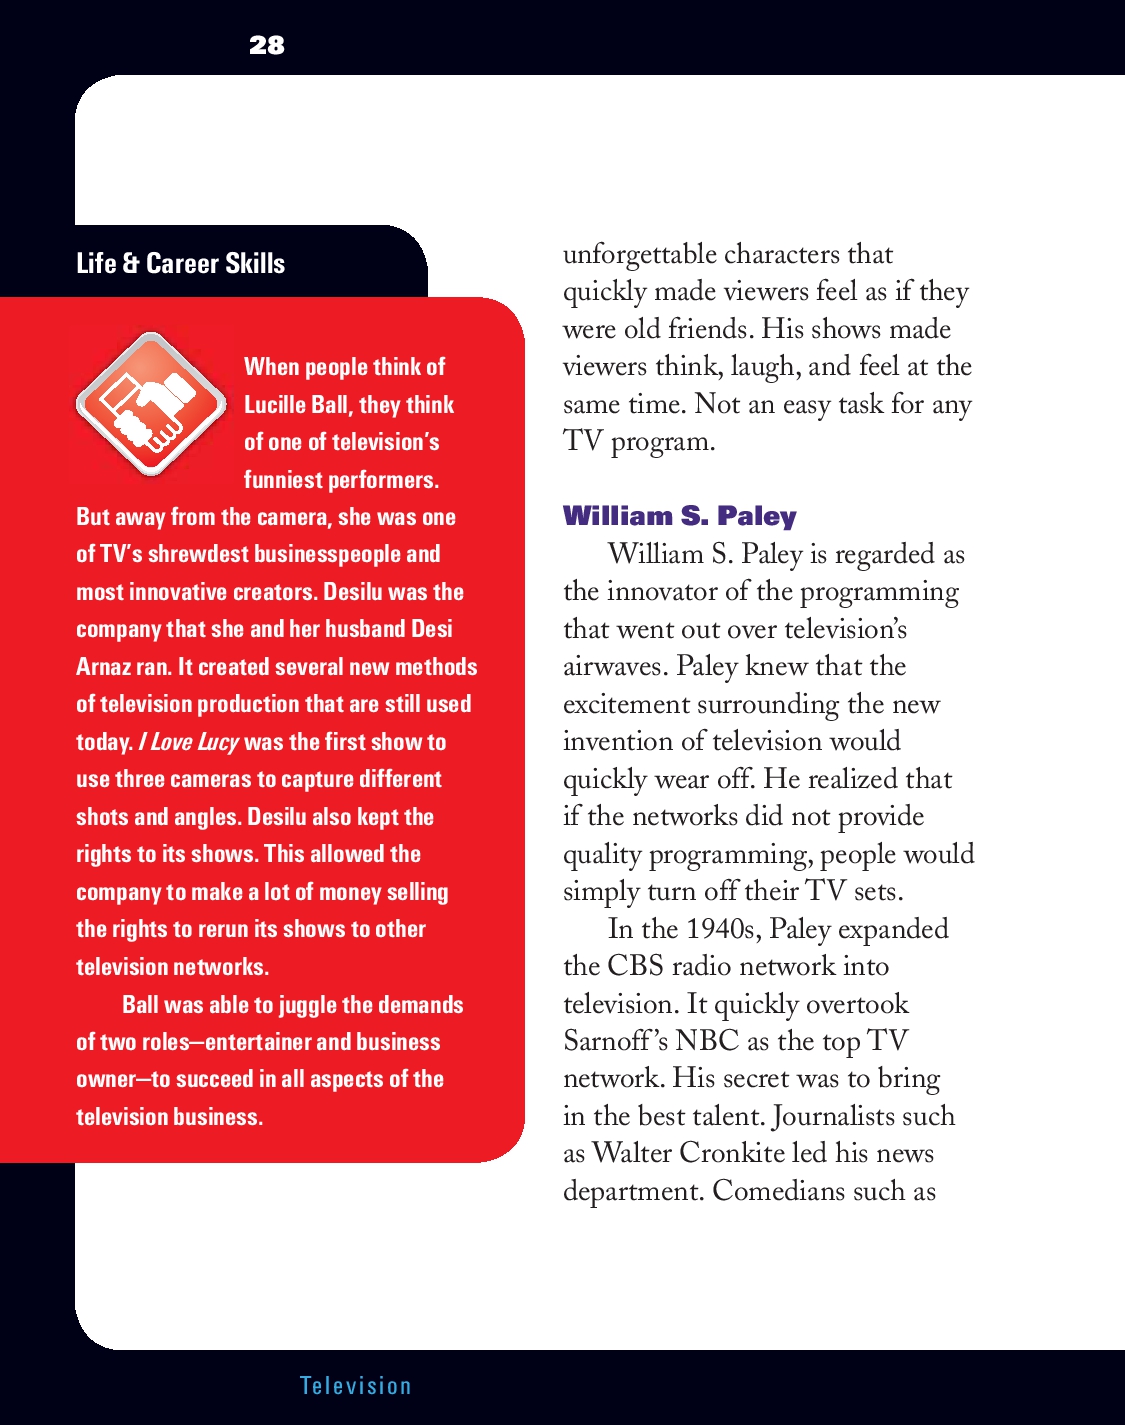 28
Life & Career Skills
When people think of
Lucille Ball, they think
of one of television's
funniest performers.
But away from the camera, she was one
of TV's shrewdest businesspeople and
most innovative creators. Desilu was the
company that she and her husband Desi
Arnaz ran. It created several new methods
of television production that are still used
today. I Love Lucy was the first show to
use three cameras to capture different
shots and angles. Desilu also kept the
rights to its shows. This allowed the
company to make a lot of money selling
the rights to rerun its shows to other
television networks.
Ball was able to juggle the demands
of two roles—entertainer and business
owner—to succeed in all aspects of the
television business.
unforgettable characters that
quickly made viewers feel as if they
were old friends. His shows made
viewers think, laugh, and feel at the
same time. Not an easy task for any
TV program.
William S. Paley
William S. Paley is regarded as
the innovator of the programming
that went out over television's
airwaves. Paley knew that the
excitement surrounding the new
invention of television would
quickly wear off. He realized that
if the networks did not provide
quality programming, people would
simply turn off their TV sets.
In the 1940s, Paley expanded
the CBS radio network into
television. It quickly overtook
Sarnoff's NBC as the top TV
network. His secret was to bring
in the best talent. Journalists such
as Walter Cronkite led his news
department. Comedians such as
Television